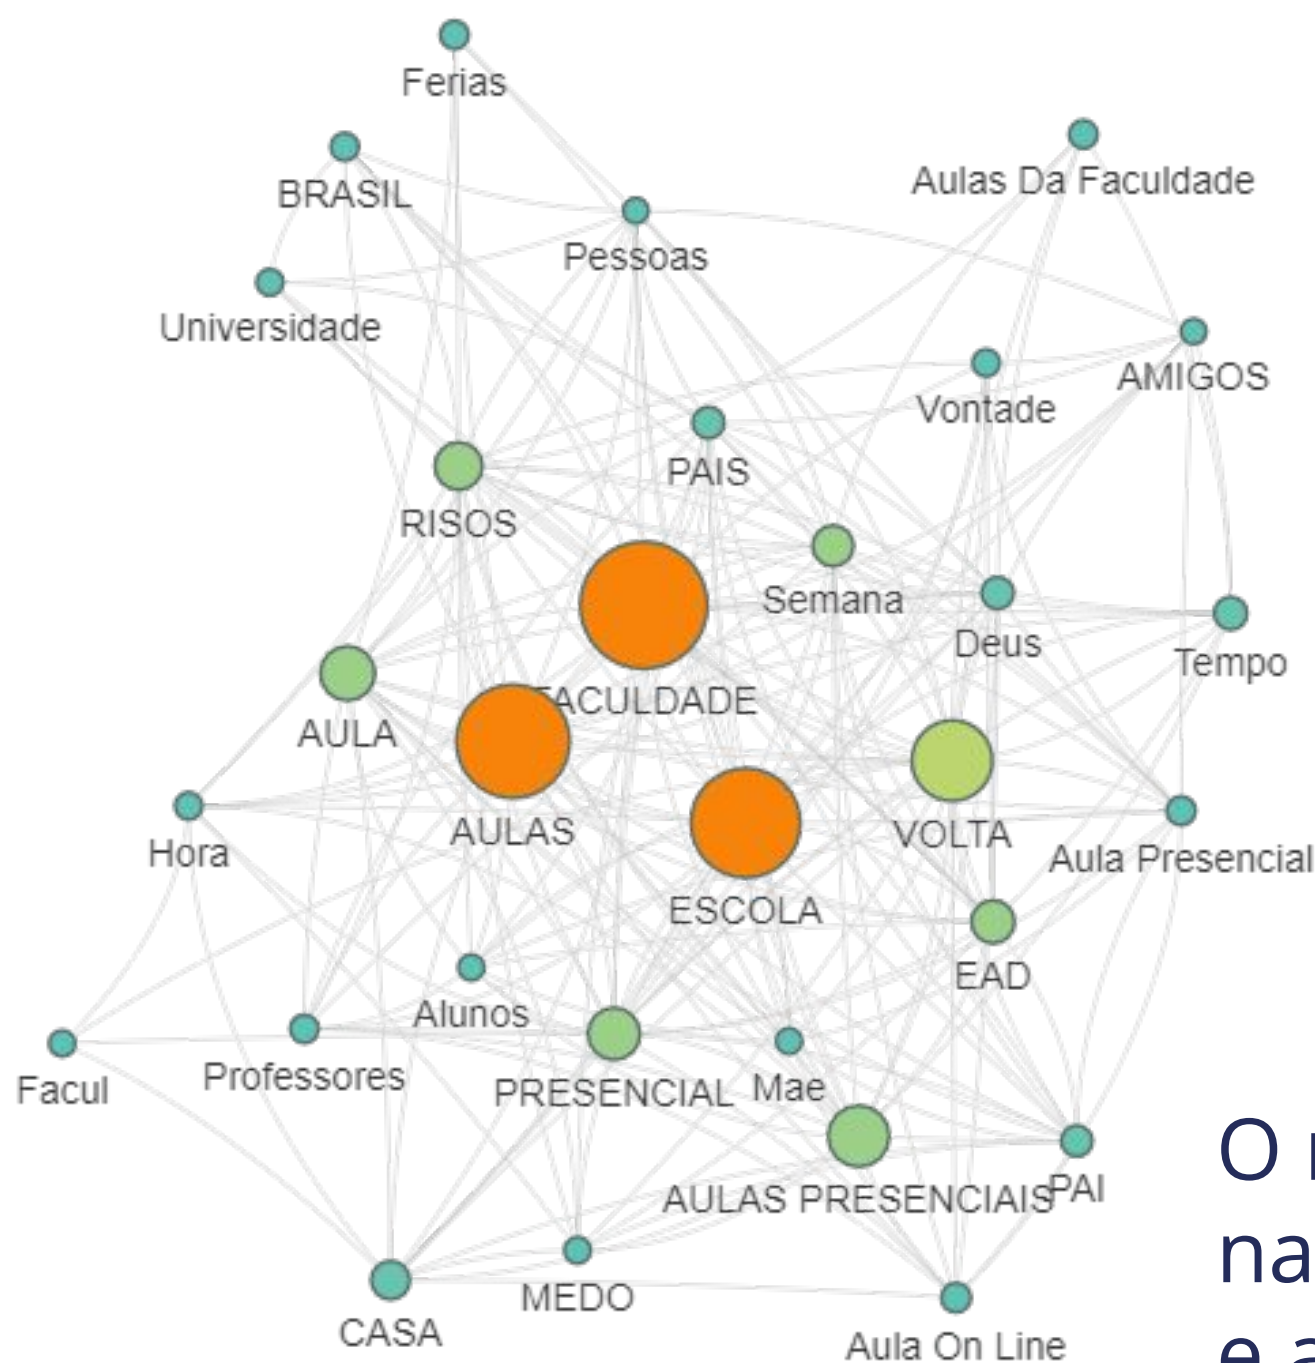 Ferias
BRASIL
Aulas Da Faculdade
Pessoas
Universidade
AMIGOS
Vontade
PAIS
RISOS
Semana
Deus
Tempo
FACULDADE
AULA
AULAS
VOLTA
Hora
Aula Presencial
ESCOLA
EAD
Alunos
Professores
Facul
PRESENCIAL
Mae
AULAS PRESENCIAIS
PAI
MEDO
CASA
Aula On Line
O
na
e